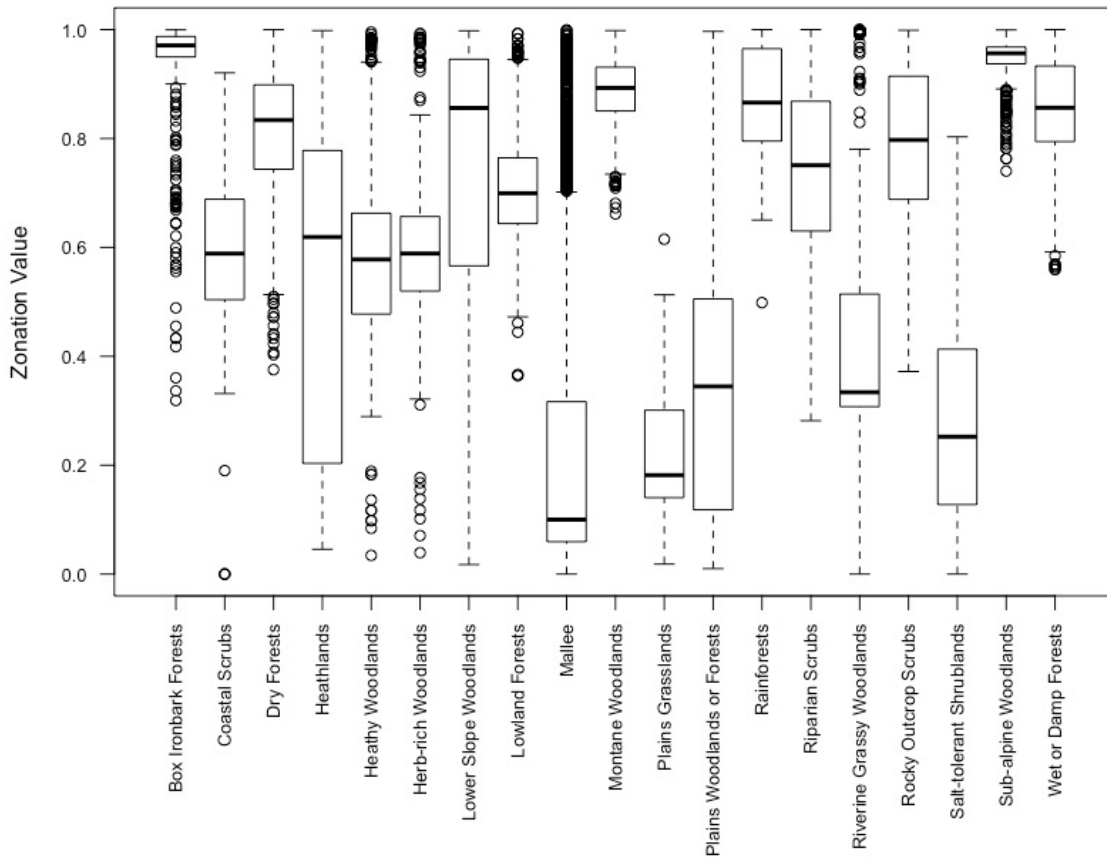 Zonation Value
1.0
0.8
0.6
0.4
0.2
0.0
Box Ironbark Forests
Coastal Scrubs
Dry Forests
Heathlands
Heathy Woodlands
Herb-rich Woodlands
Lower Slope Woodlands
Lowland Forests
Mallee
Montane Woodlands
Plains Grasslands
Plains Woodlands or Forests
Rainforests
Riparian Scrubs
Riverine Grassy Woodlands
Rocky Outcrop Scrubs
Salt-tolerant Shrublands
Sub-alpine Woodlands
Wet or Damp Forests